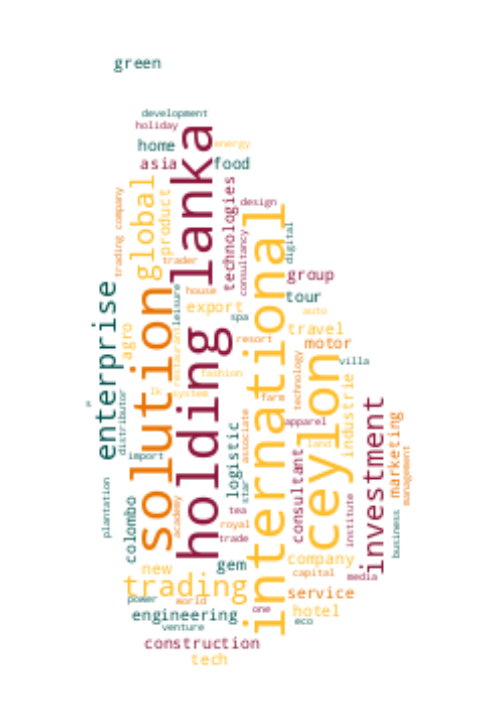 green
development
holiday
home
energy
asia
food
lanka
global
product
technologies
design
trading company
consultancy
digital
trader
group
international
solution
holding
house
leisure
tour
enterprise
export
spa
auto
agro
travel
resort
motor
restaurant
villa
ceylon
fashion
technology
industrie
lk
system
farm
distributor
associate
apparel
investment
marketing
land
logistic
import
consultant
management
plantation
star
colombo
academy
tea
institute
business
royal
trade
new
gem
company
capital
media
trading
power
world
service
one
hotel
engineering
eco
venture
construction
tech